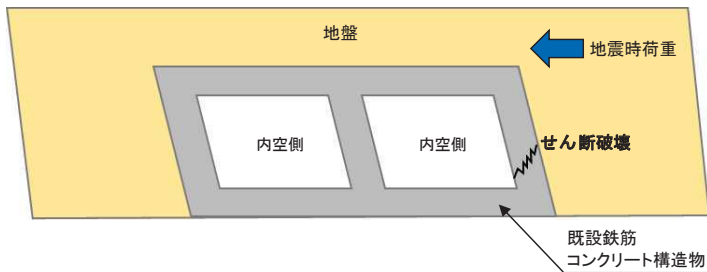 地盤
地震時荷重
内空側
内空側
せん断破壊
既設鉄筋
コンクリート構造物